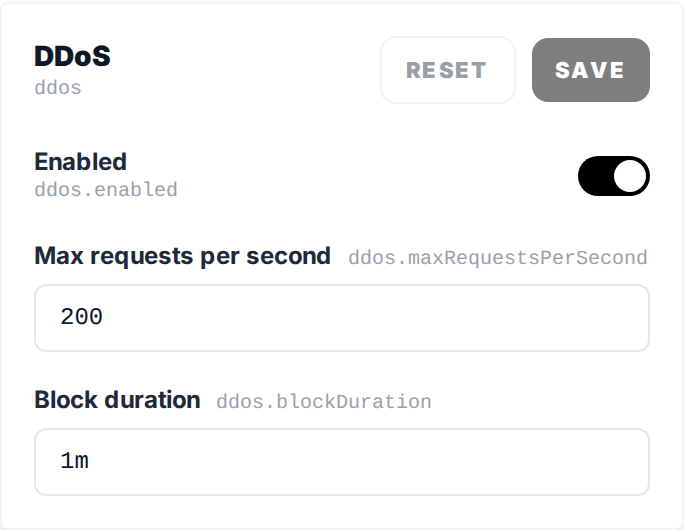 DDoS
ddos
RESET
SAVE
Enabled
ddos.enabled
Max requests per second ddos.maxRequestsPerSecond
200
Block duration ddos.blockDuration
1m